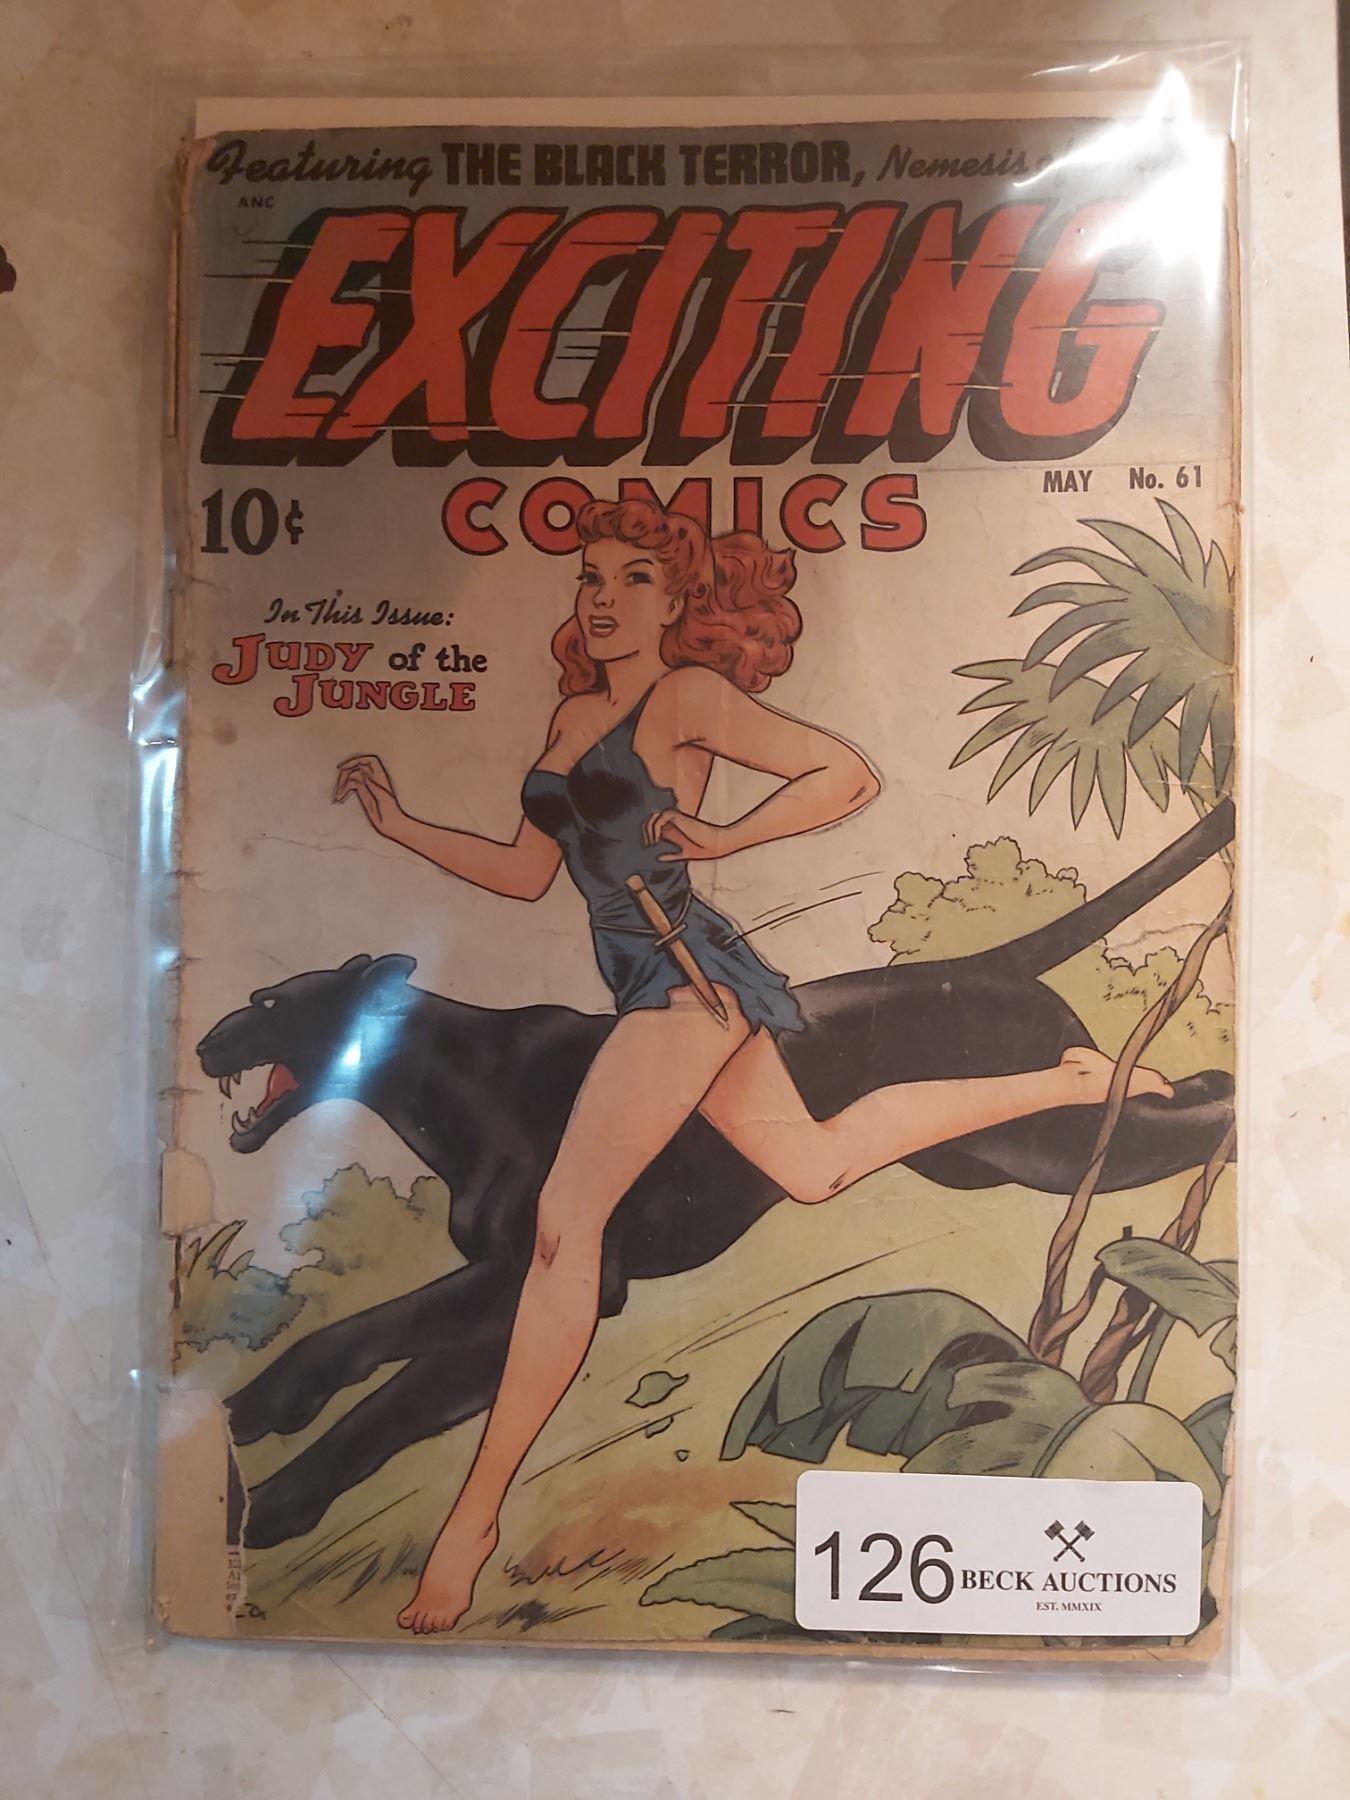 Featuring THE BLACK TERROR, Nemesis
ANC
EXCITING
COMICS
MAY No. 61
10¢
In This Issue:
JUDY of the
JUNGLE
126
BECK AUCTIONS
EST. MMXIX